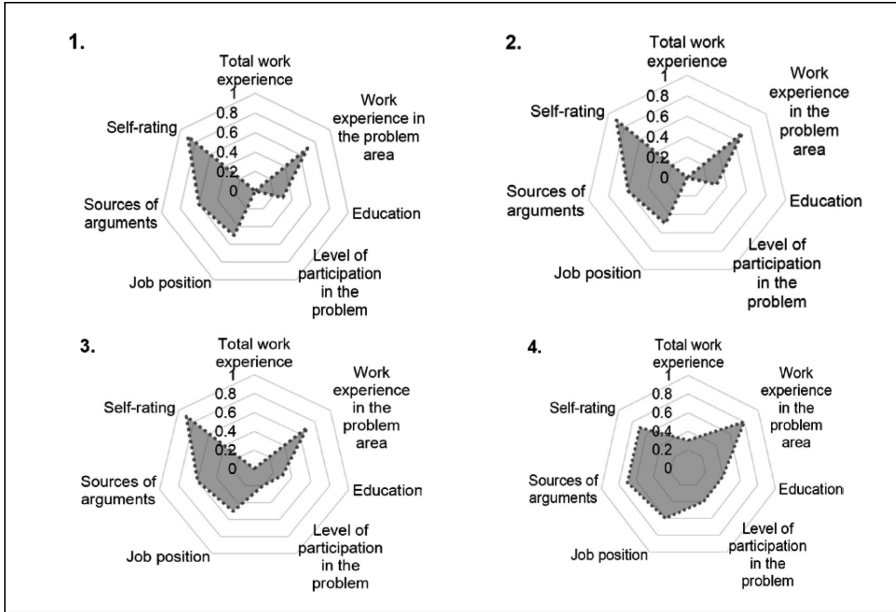 1.
Total work
experience
1
0.8
0.6
0.4
0.2
0
Work
experience in
the problem
area
Education
Level of
participation
in the
problem
Job position
Sources of
arguments
Self-rating
2.
Total work
experience
1
0.8
0.6
0.4
0.2
0
Work
experience
in the
problem
area
Education
Level of
participation
in the
problem
Job position
Sources of
arguments
Self-rating
3.
Total work
experience
1
0.8
0.6
0.4
0.2
0
Work
experience
in the
problem
area
Education
Level of
participation
in the
problem
Job position
Sources of
arguments
Self-rating
4.
Total work
experience
1
0.8
0.6
0.4
0.2
0
Work
experience
in the
problem
area
Education
Level of
participation
in the
problem
Job position
Sources of
arguments
Self-rating